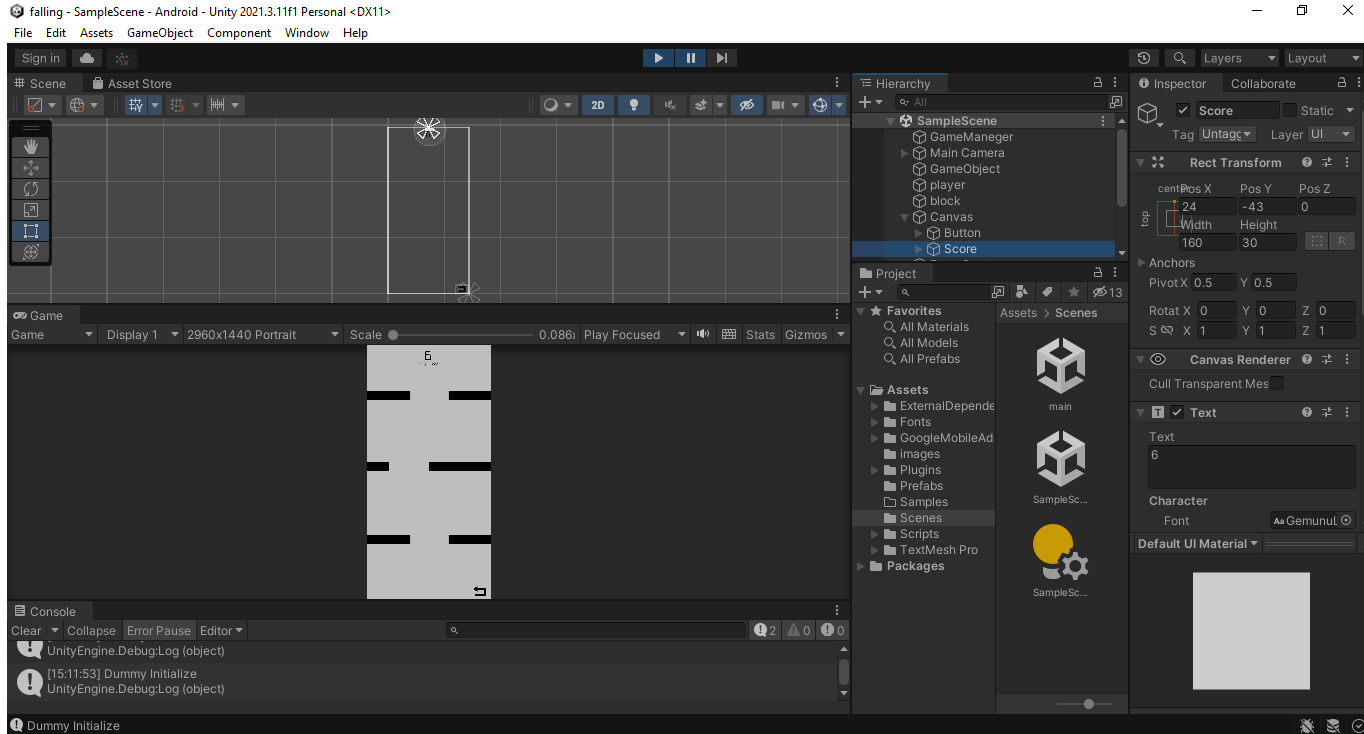 falling - SampleScene - Android - Unity 2021.3.11f1 Personal <DX11>
File Edit Assets GameObject Component Window Help
Sign in
Layers Layout
Scene Asset Store
2D
Hierarchy
All
SampleScene
GameManeger
Main Camera
GameObject
player
block
Canvas
Button
Score
Inspector Collaborate
Score Static
Tag Untagg Layer UI
Rect Transform
center Pos X Pos Y Pos Z
top
24 -43 0
Width Height
160 30 R
Anchors
Pivot X 0.5 Y 0.5
Rotat X 0 Y 0 Z 0
S X 1 Y 1 Z 1
Canvas Renderer
Cull Transparent Mes
T Text
Text
6
Character
Font Aa GemunuL
Default UI Material
Game
Game Display 1 2960x1440 Portrait Scale 0.086x Play Focused Stats Gizmos
6
Project
13
Favorites
All Materials
All Models
All Prefabs
Assets
ExternalDepende
Fonts
GoogleMobileAd
images
Plugins
Prefabs
Samples
Scenes
Scripts
TextMesh Pro
Packages
Assets > Scenes
main
SampleSc...
SampleSc...
Console
Clear Collapse Error Pause Editor 2 0 0
UnityEngine.Debug:Log (object)
[15:11:53] Dummy Initialize
UnityEngine.Debug:Log (object)
Dummy Initialize